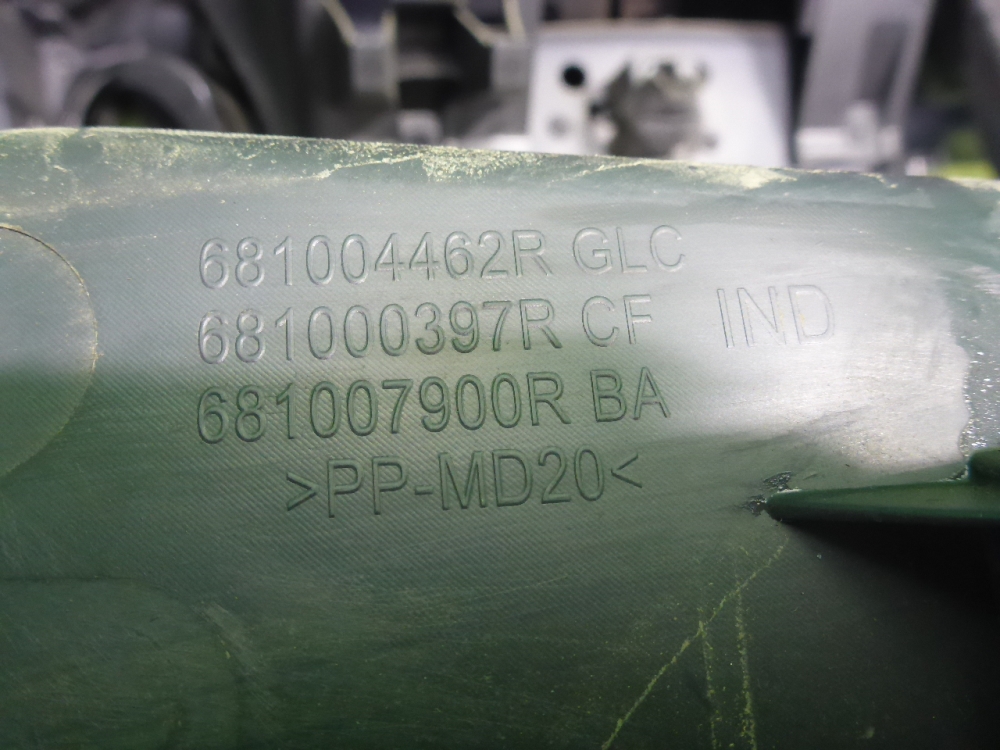 681004462R GLC
681000397R CF IND
681007900R BA
>PP-MD20<